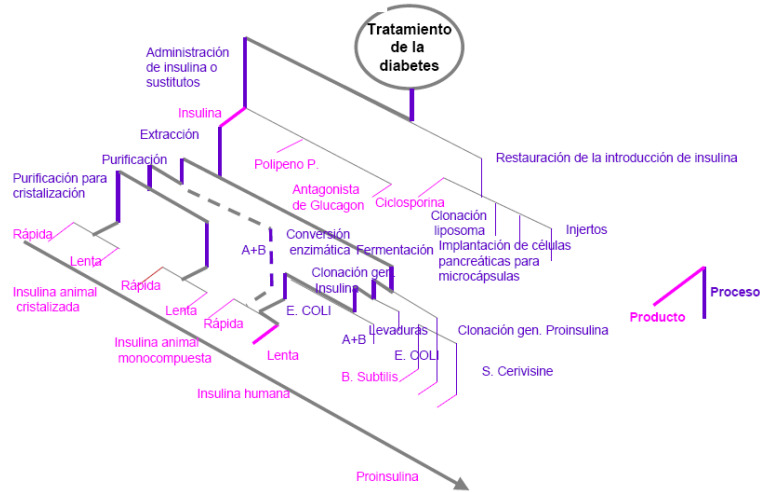 Tratamiento
de la
diabetes
Administración
de insulina o
sustitutos
Insulina
Extracción
Purificación
Purificación para
cristalización
Polipeno P.
Restauración de la introducción de insulina
Antagonista
de Glucagon
Ciclosporina
Clonación
liposoma
Injertos
Implantación de células
pancreáticas para
microcápsulas
Rápida
Lenta
Insulina animal
cristalizada
A+B
Conversión
enzimática
Fermentación
Clonación gen.
Insulina
Rápida
Lenta
Insulina animal
monocompuesta
Rápida
Lenta
E. COLI
A+B
Levaduras
E. COLI
Clonación gen. Proinsulina
B. Subtilis
S. Cerivisine
Insulina humana
Proinsulina
Producto
Proceso